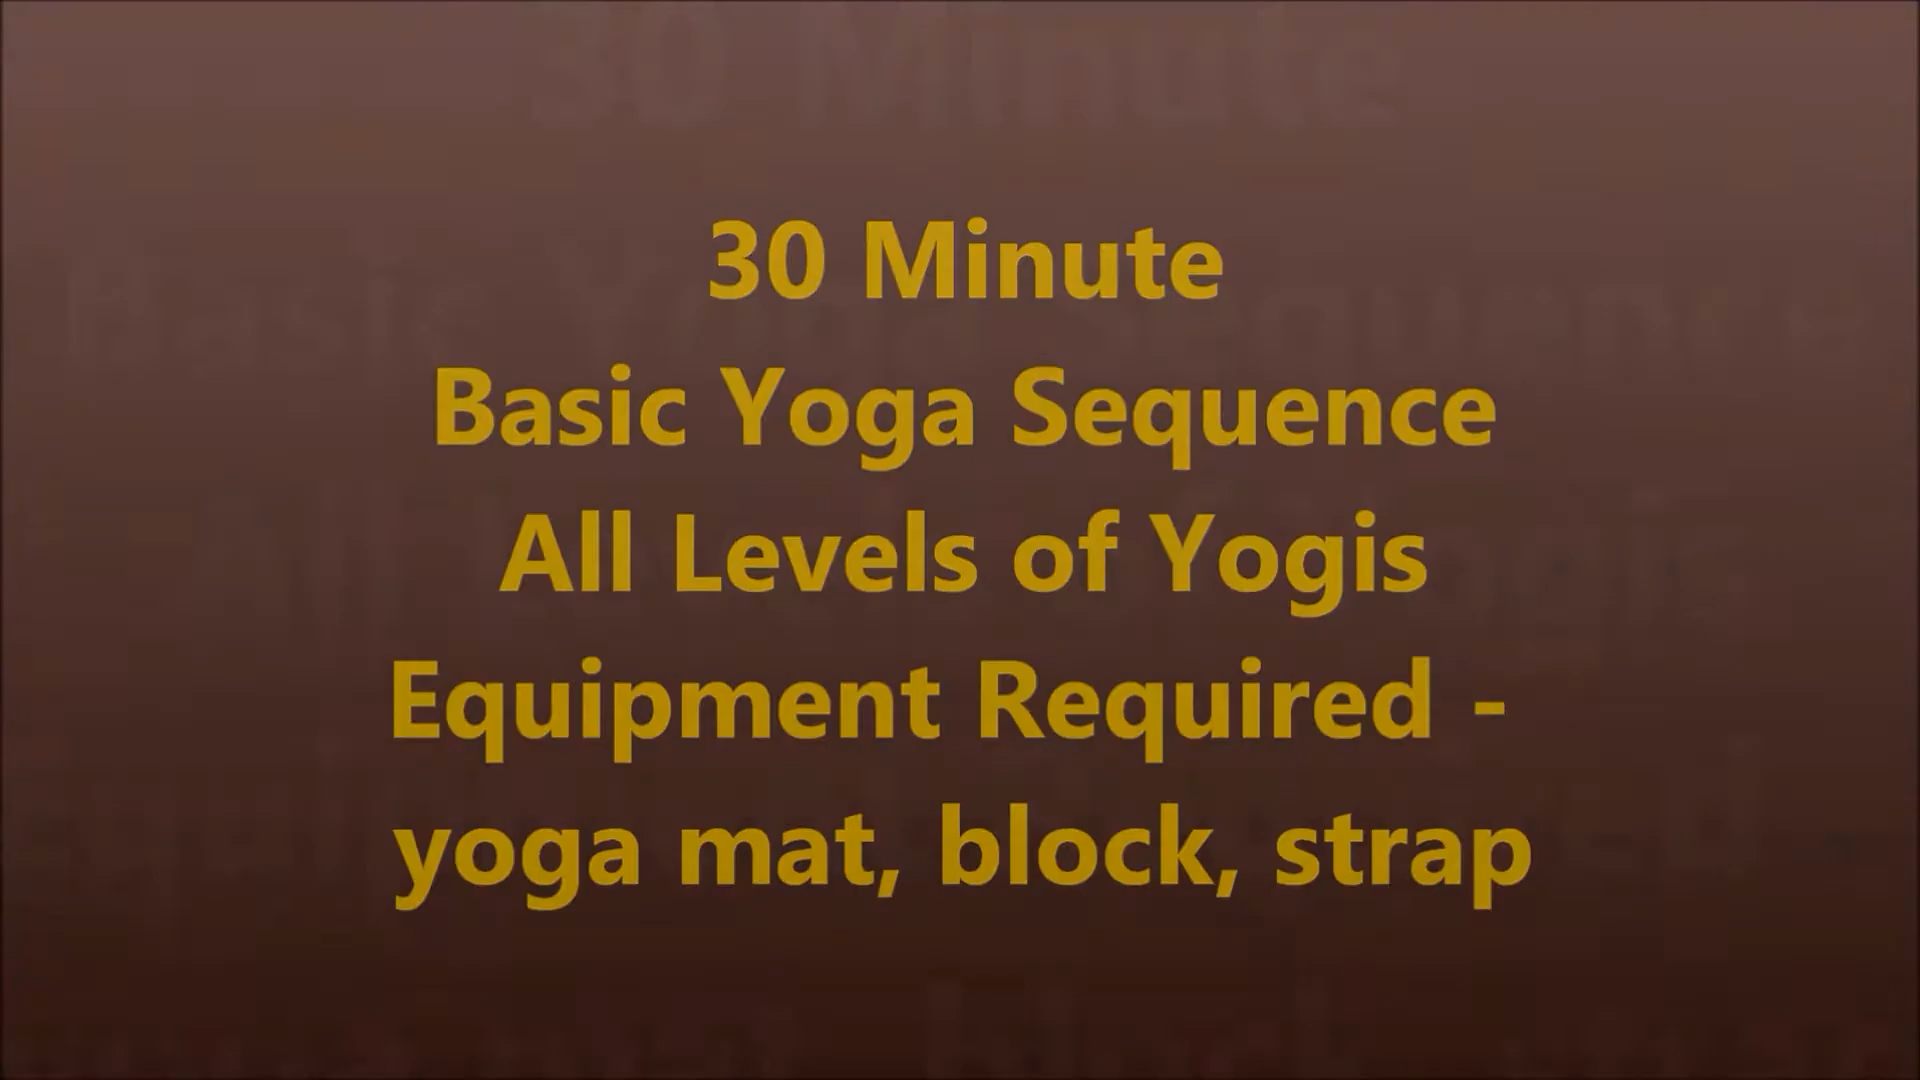 30 Minute
Basic Yoga Sequence
All Levels of Yogis
Equipment Required -
yoga mat, block, strap